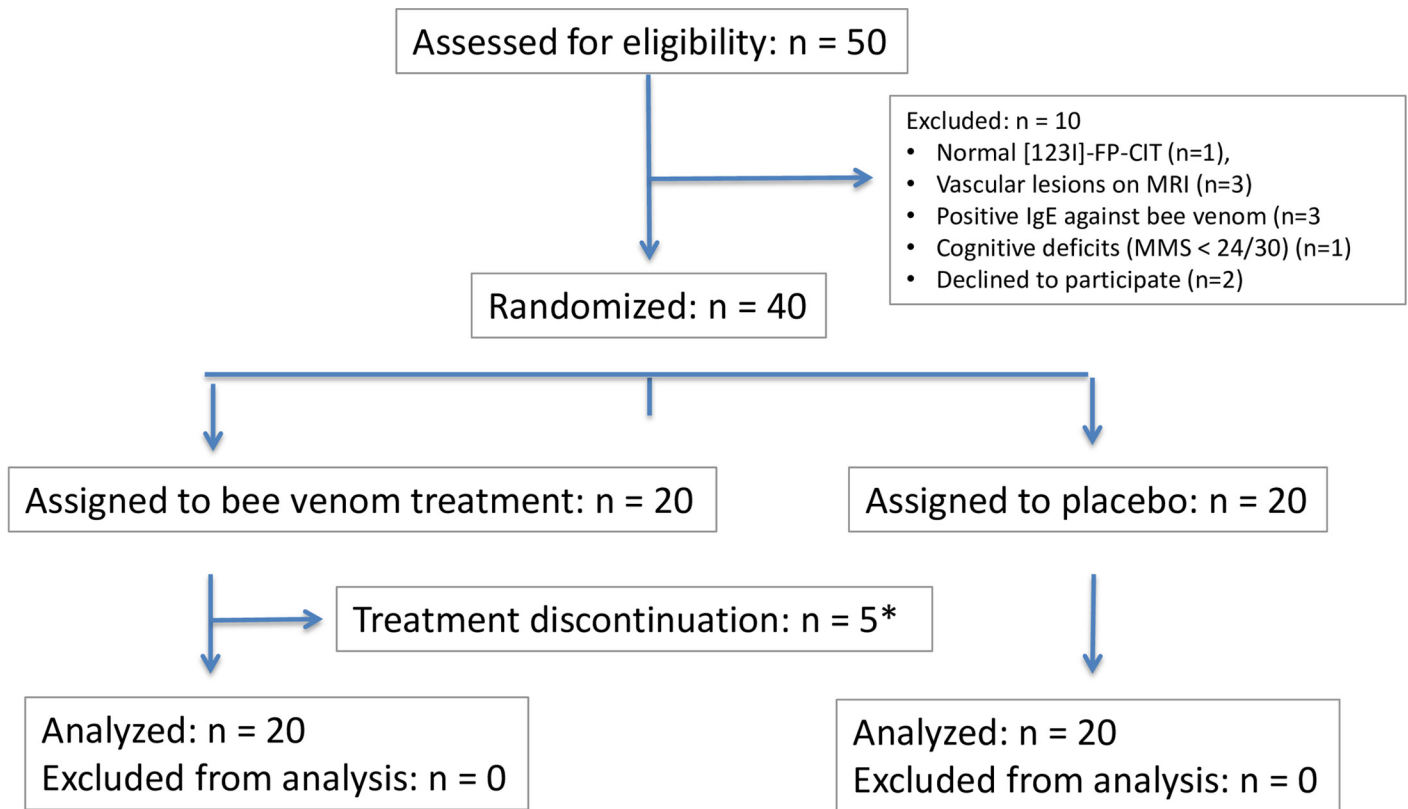 Assessed for eligibility: n = 50
Excluded: n = 10
• Normal [123I]-FP-CIT (n=1),
• Vascular lesions on MRI (n=3)
• Positive IgE against bee venom (n=3
• Cognitive deficits (MMS < 24/30) (n=1)
• Declined to participate (n=2)
Randomized: n = 40
Assigned to bee venom treatment: n = 20
Assigned to placebo: n = 20
Treatment discontinuation: n = 5*
Analyzed: n = 20
Excluded from analysis: n = 0
Analyzed: n = 20
Excluded from analysis: n = 0